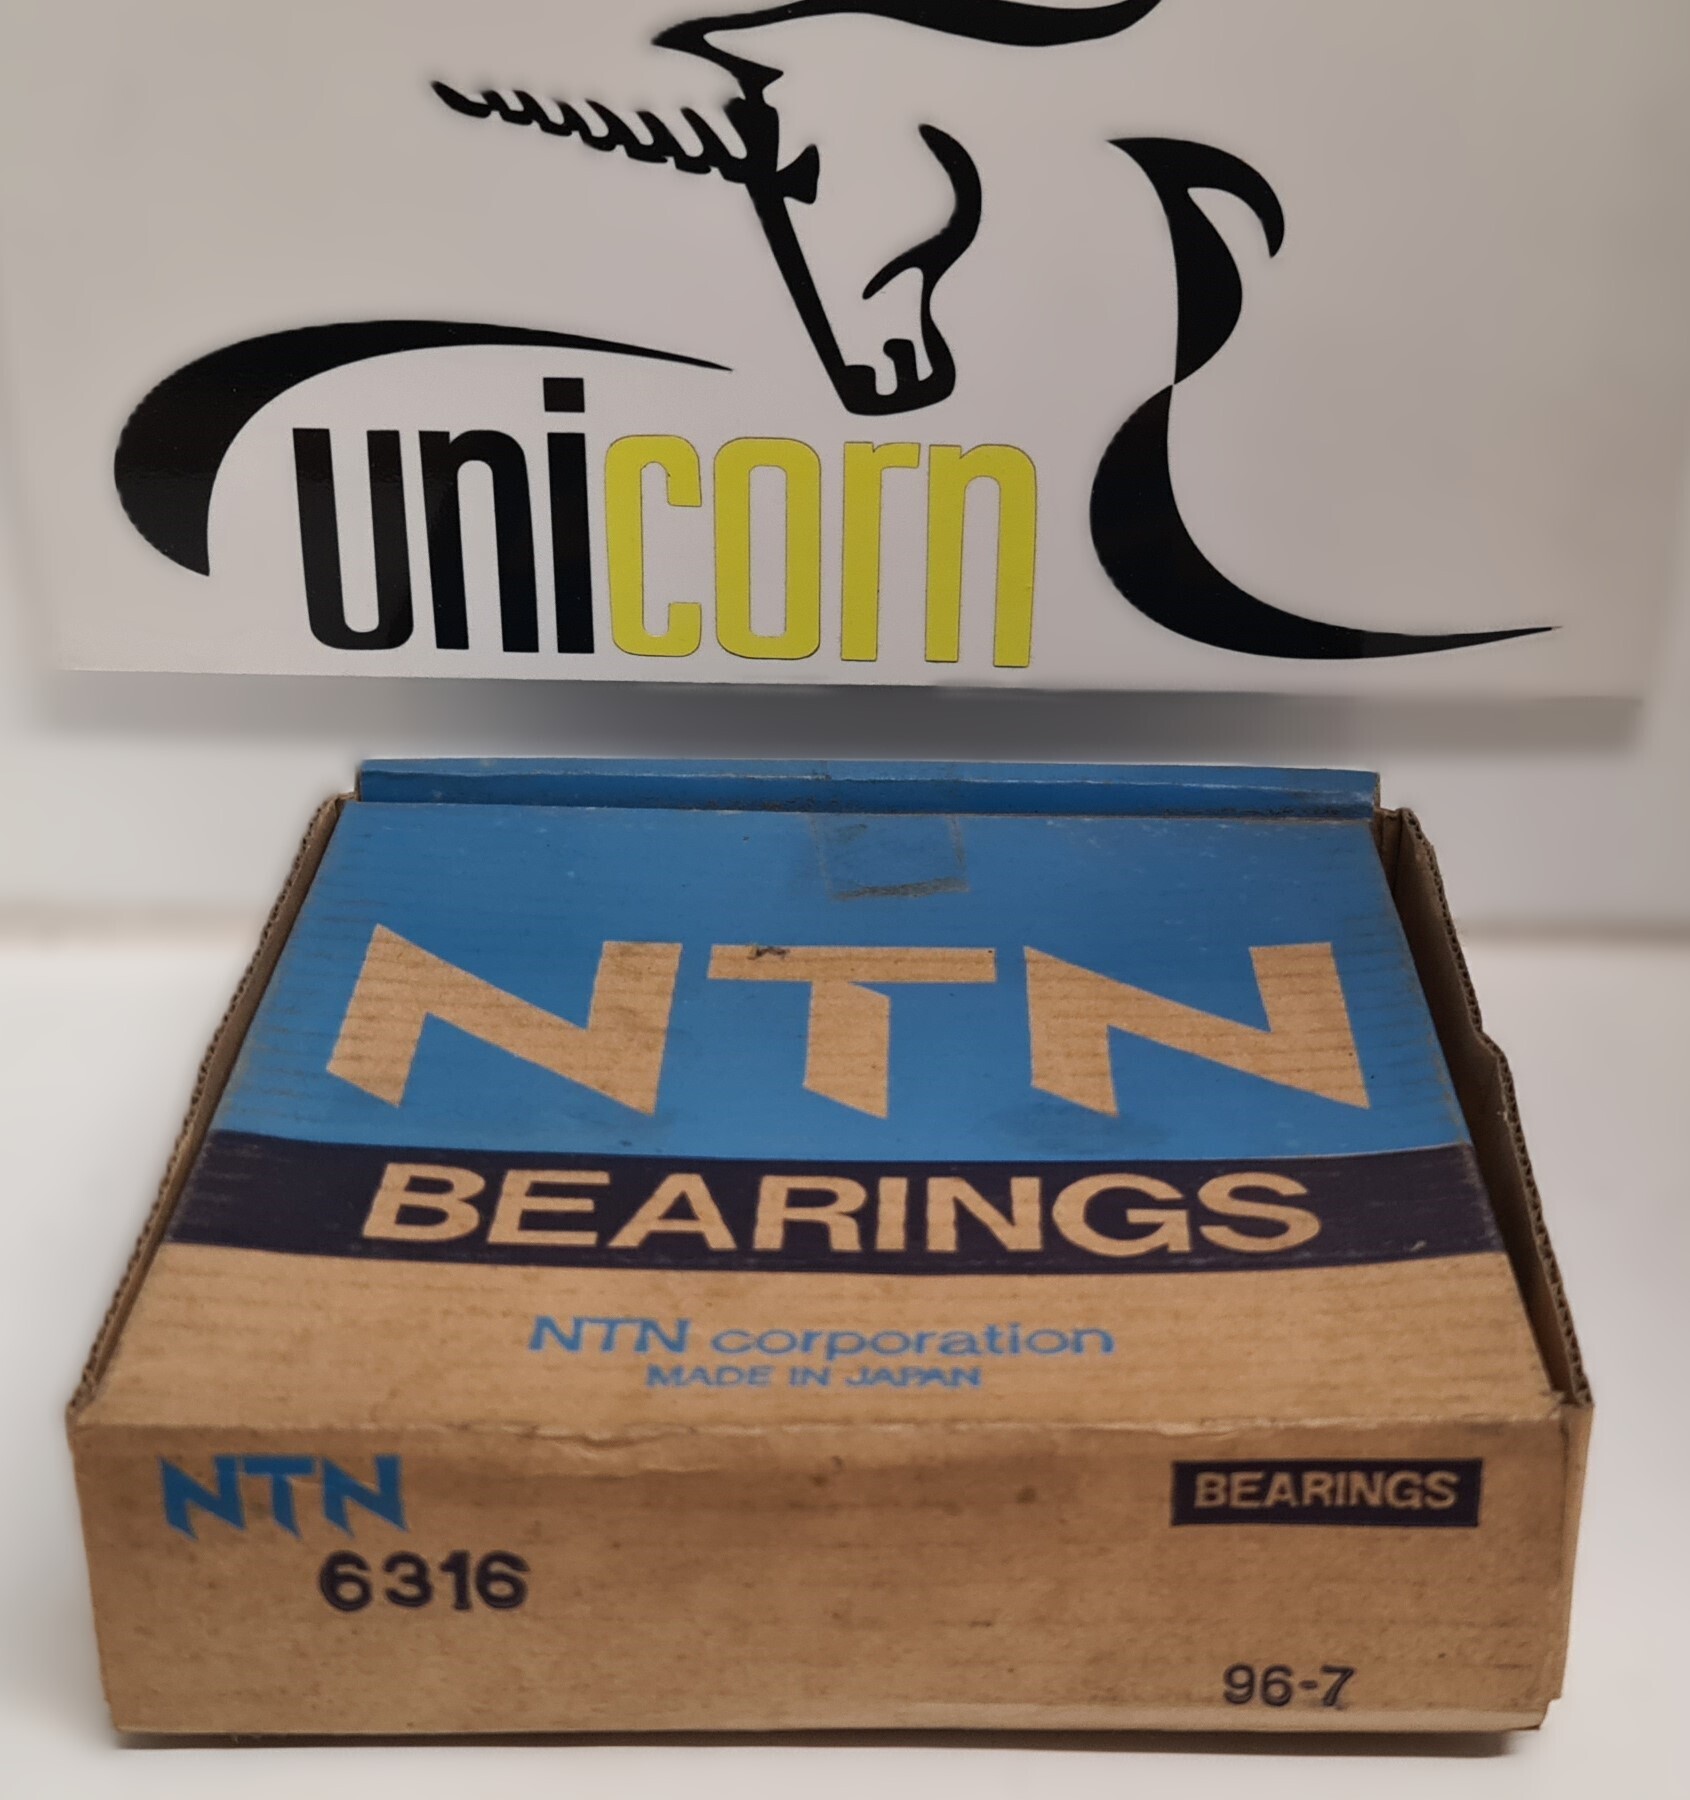 unicorn
NTN
BEARINGS
NTN corporation
MADE IN JAPAN
NTN
BEARINGS
6316
96-7